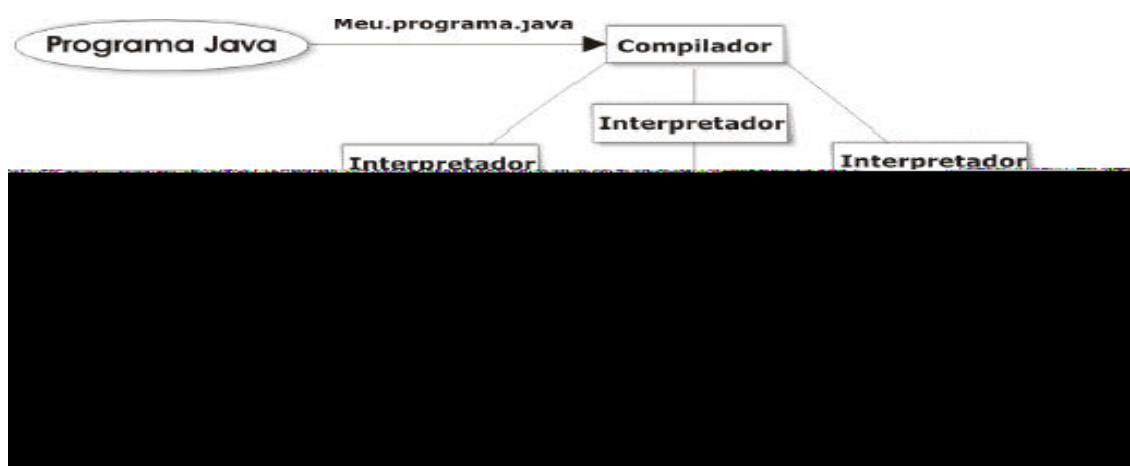 Meu.programa.java
Programa Java
Compilador
Interpretador
Interpretador
Interpretador